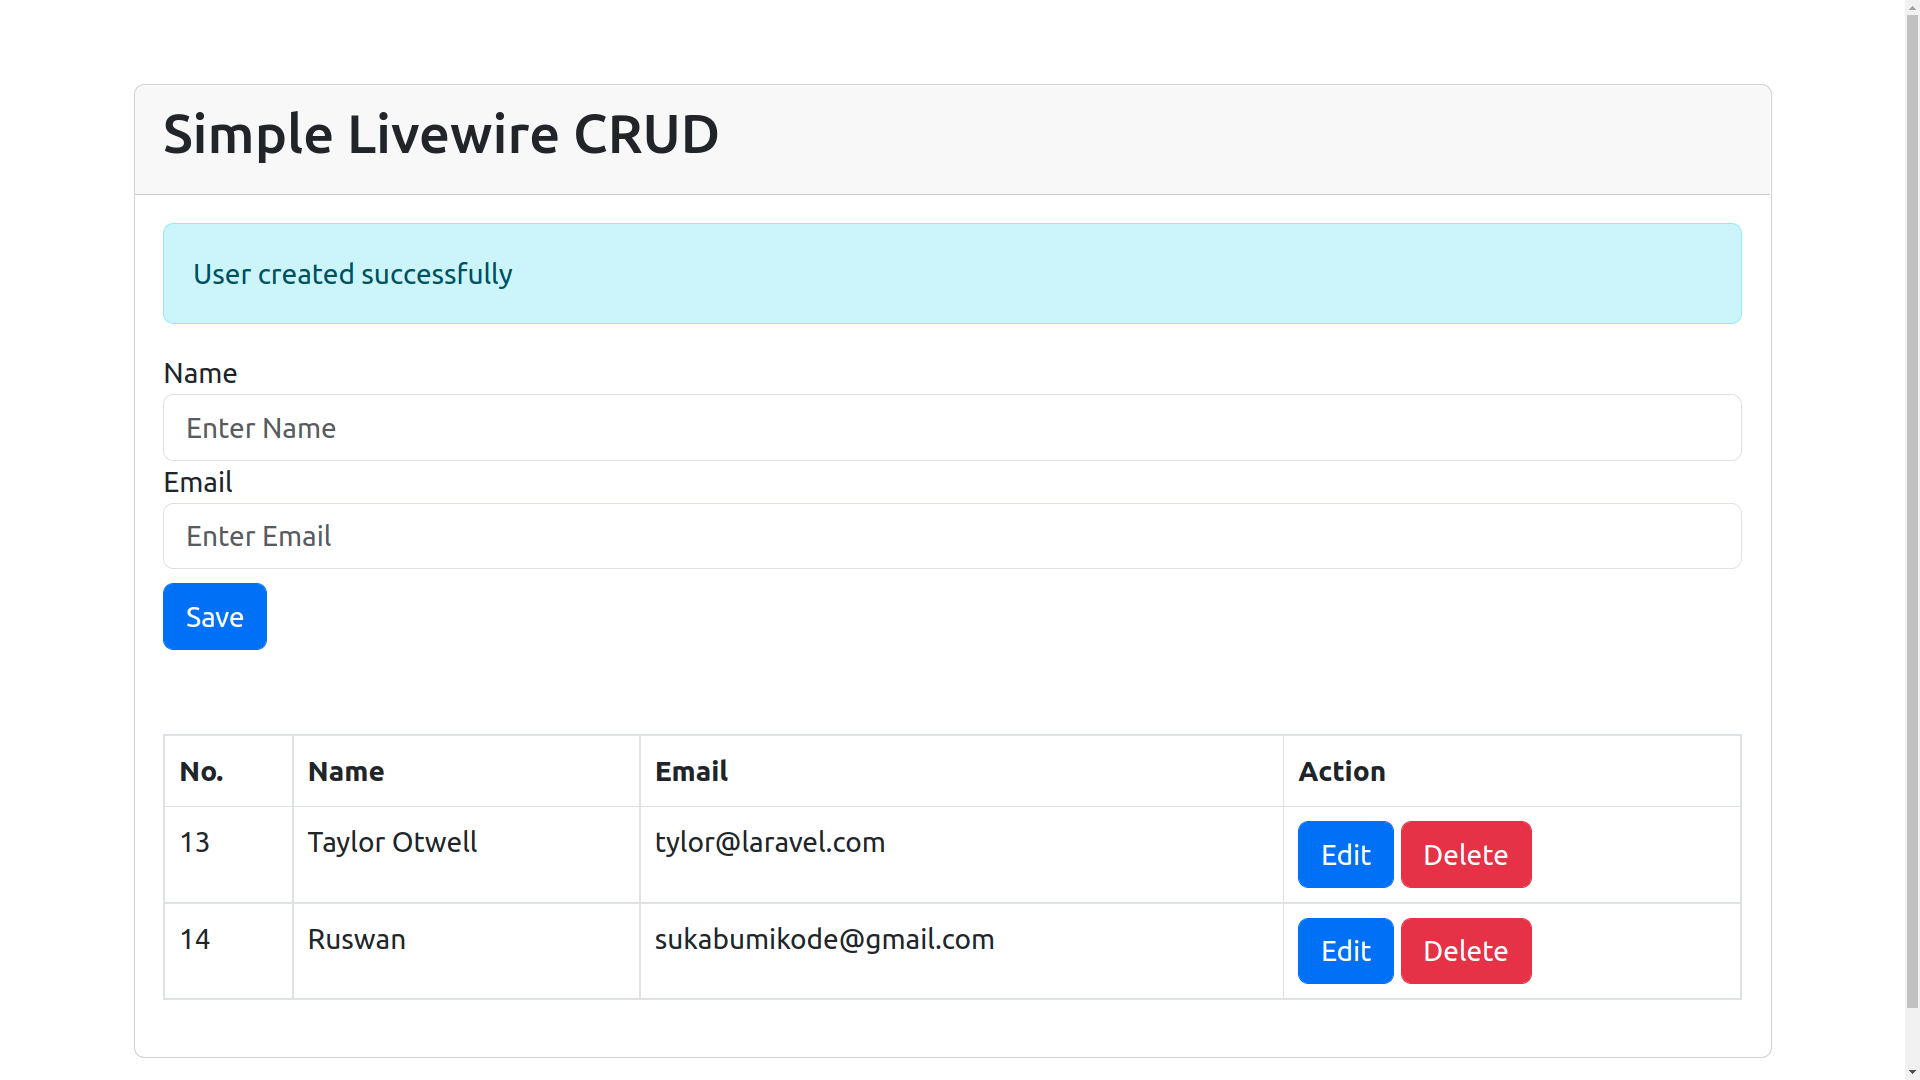 Simple Livewire CRUD
User created successfully
Name
Enter Name
Email
Enter Email
Save
No. Name Email Action
13 Taylor Otwell tylor@laravel.com Edit Delete
14 Ruswan sukabumikode@gmail.com Edit Delete